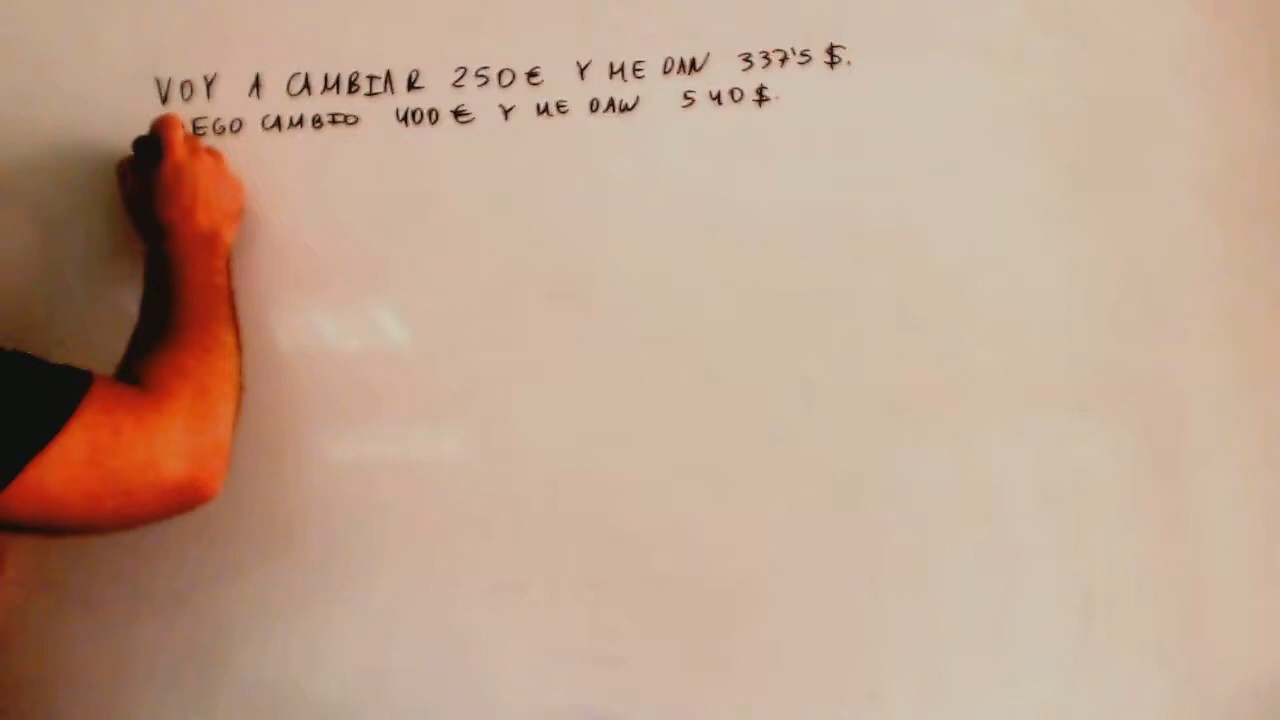 VOY A CAMBIAR 250 € Y ME DAN 337'5 $.
EGO CAMBIO 400 € Y ME DAN 540 $.